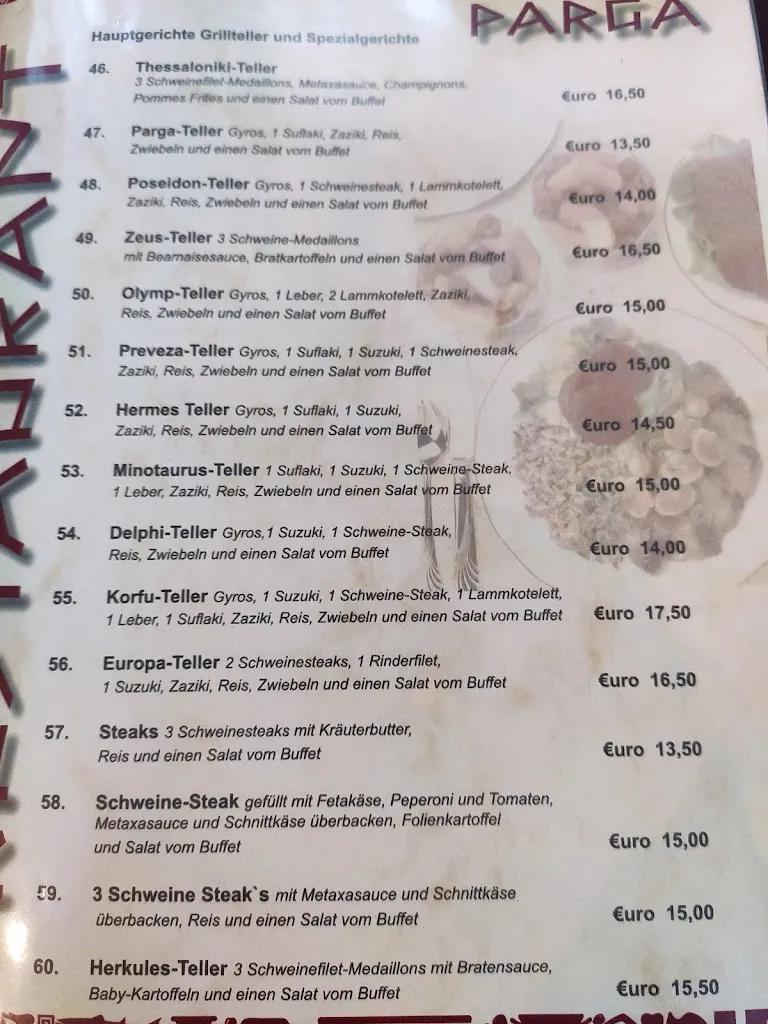 PARGA
RESTAURANT
Hauptgerichte Grillteller und Spezialgerichte
46. Thessaloniki-Teller
3 Schweinefilet-Medaillons, Metaxasauce, Champignons,
Pommes Frites und einen Salat vom Buffet €uro 16,50
47. Parga-Teller Gyros, 1 Suflaki, Zaziki, Reis,
Zwiebeln und einen Salat vom Buffet €uro 13,50
48. Poseidon-Teller Gyros, 1 Schweinesteak, 1 Lammkotelett,
Zaziki, Reis, Zwiebeln und einen Salat vom Buffet €uro 14,00
49. Zeus-Teller 3 Schweine-Medaillons
mit Bearnaisesauce, Bratkartoffeln und einen Salat vom Buffet €uro 16,50
50. Olymp-Teller Gyros, 1 Leber, 2 Lammkotelett, Zaziki,
Reis, Zwiebeln und einen Salat vom Buffet €uro 15,00
51. Preveza-Teller Gyros, 1 Suflaki, 1 Suzuki, 1 Schweinesteak,
Zaziki, Reis, Zwiebeln und einen Salat vom Buffet €uro 15,00
52. Hermes Teller Gyros, 1 Suflaki, 1 Suzuki,
Zaziki, Reis, Zwiebeln und einen Salat vom Buffet €uro 14,50
53. Minotaurus-Teller 1 Suflaki, 1 Suzuki, 1 Schweine-Steak,
1 Leber, Zaziki, Reis, Zwiebeln und einen Salat vom Buffet €uro 15,00
54. Delphi-Teller Gyros,1 Suzuki, 1 Schweine-Steak,
Reis, Zwiebeln und einen Salat vom Buffet €uro 14,00
55. Korfu-Teller Gyros, 1 Suzuki, 1 Schweine-Steak, 1 Lammkotelett,
1 Leber, 1 Suflaki, Zaziki, Reis, Zwiebeln und einen Salat vom Buffet €uro 17,50
56. Europa-Teller 2 Schweinesteaks, 1 Rinderfilet,
1 Suzuki, Zaziki, Reis, Zwiebeln und einen Salat vom Buffet €uro 16,50
57. Steaks 3 Schweinesteaks mit Kräuterbutter,
Reis und einen Salat vom Buffet €uro 13,50
58. Schweine-Steak gefüllt mit Fetakäse, Peperoni und Tomaten,
Metaxasauce und Schnittkäse überbacken, Folienkartoffel
und Salat vom Buffet €uro 15,00
59. 3 Schweine Steak`s mit Metaxasauce und Schnittkäse
überbacken, Reis und einen Salat vom Buffet €uro 15,00
60. Herkules-Teller 3 Schweinefilet-Medaillons mit Bratensauce,
Baby-Kartoffeln und einen Salat vom Buffet €uro 15,50